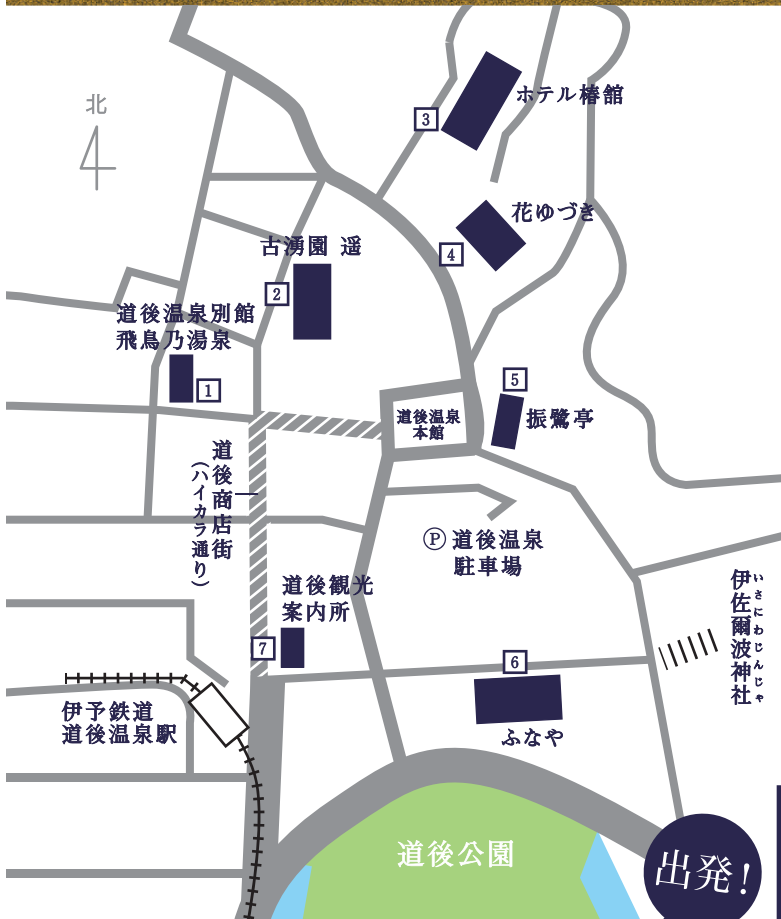 北
ホテル椿館
3
花ゆづき
4
古湧園 遥
2
道後温泉別館
飛鳥乃湯泉
1
5
振鷺亭
道後温泉
本館
道後商店街
(ハイカラ通り)
Ⓟ 道後温泉
駐車場
伊佐爾波神社
いさにわじんじゃ
道後観光
案内所
7
6
ふなや
伊予鉄道
道後温泉駅
道後公園
出発!